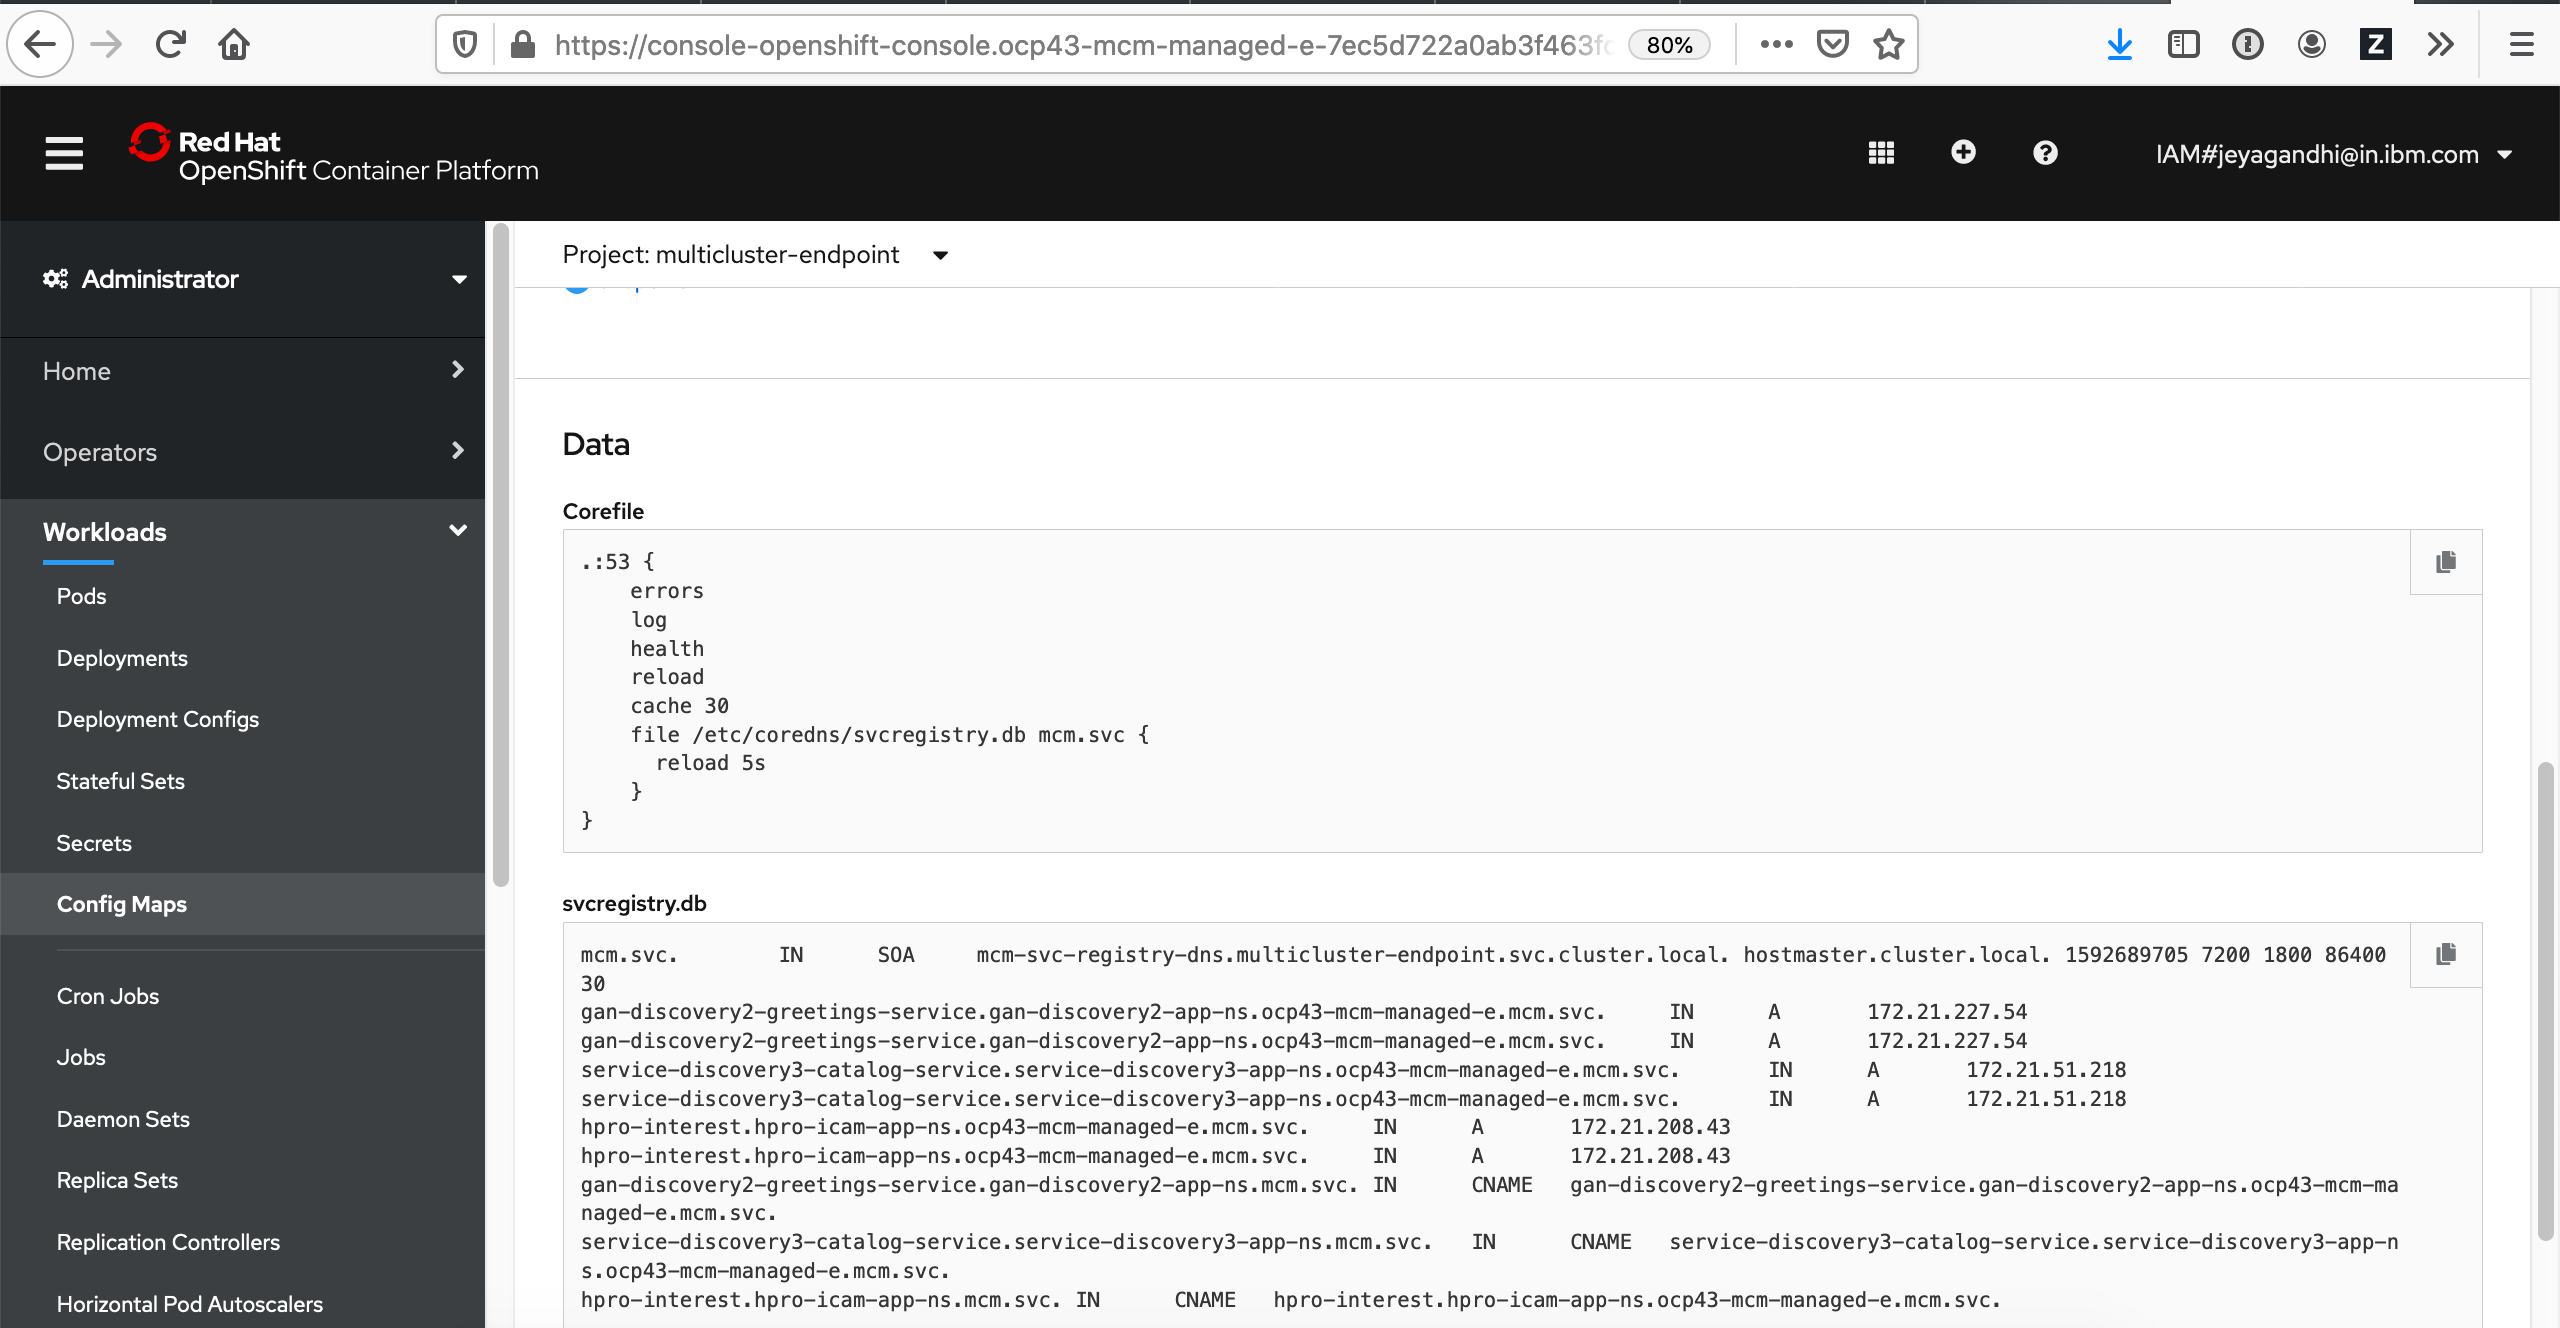 https://console-openshift-console.ocp43-mcm-managed-e-7ec5d722a0ab3f463fc
80%
Z
Red Hat
OpenShift Container Platform
IAM#jeyagandhi@in.ibm.com
Administrator
Home
Operators
Workloads
Pods
Deployments
Deployment Configs
Stateful Sets
Secrets
Config Maps
Cron Jobs
Jobs
Daemon Sets
Replica Sets
Replication Controllers
Horizontal Pod Autoscalers
Project: multicluster-endpoint
Data
Corefile
.:53 {
    errors
    log
    health
    reload
    cache 30
    file /etc/coredns/svcregistry.db mcm.svc {
      reload 5s
    }
}
svcregistry.db
mcm.svc. IN SOA mcm-svc-registry-dns.multicluster-endpoint.svc.cluster.local. hostmaster.cluster.local. 1592689705 7200 1800 86400
30
gan-discovery2-greetings-service.gan-discovery2-app-ns.ocp43-mcm-managed-e.mcm.svc. IN A 172.21.227.54
gan-discovery2-greetings-service.gan-discovery2-app-ns.ocp43-mcm-managed-e.mcm.svc. IN A 172.21.227.54
service-discovery3-catalog-service.service-discovery3-app-ns.ocp43-mcm-managed-e.mcm.svc. IN A 172.21.51.218
service-discovery3-catalog-service.service-discovery3-app-ns.ocp43-mcm-managed-e.mcm.svc. IN A 172.21.51.218
hpro-interest.hpro-icam-app-ns.ocp43-mcm-managed-e.mcm.svc. IN A 172.21.208.43
hpro-interest.hpro-icam-app-ns.ocp43-mcm-managed-e.mcm.svc. IN A 172.21.208.43
gan-discovery2-greetings-service.gan-discovery2-app-ns.mcm.svc. IN CNAME gan-discovery2-greetings-service.gan-discovery2-app-ns.ocp43-mcm-ma
naged-e.mcm.svc.
service-discovery3-catalog-service.service-discovery3-app-ns.mcm.svc. IN CNAME service-discovery3-catalog-service.service-discovery3-app-n
s.ocp43-mcm-managed-e.mcm.svc.
hpro-interest.hpro-icam-app-ns.mcm.svc. IN CNAME hpro-interest.hpro-icam-app-ns.ocp43-mcm-managed-e.mcm.svc.